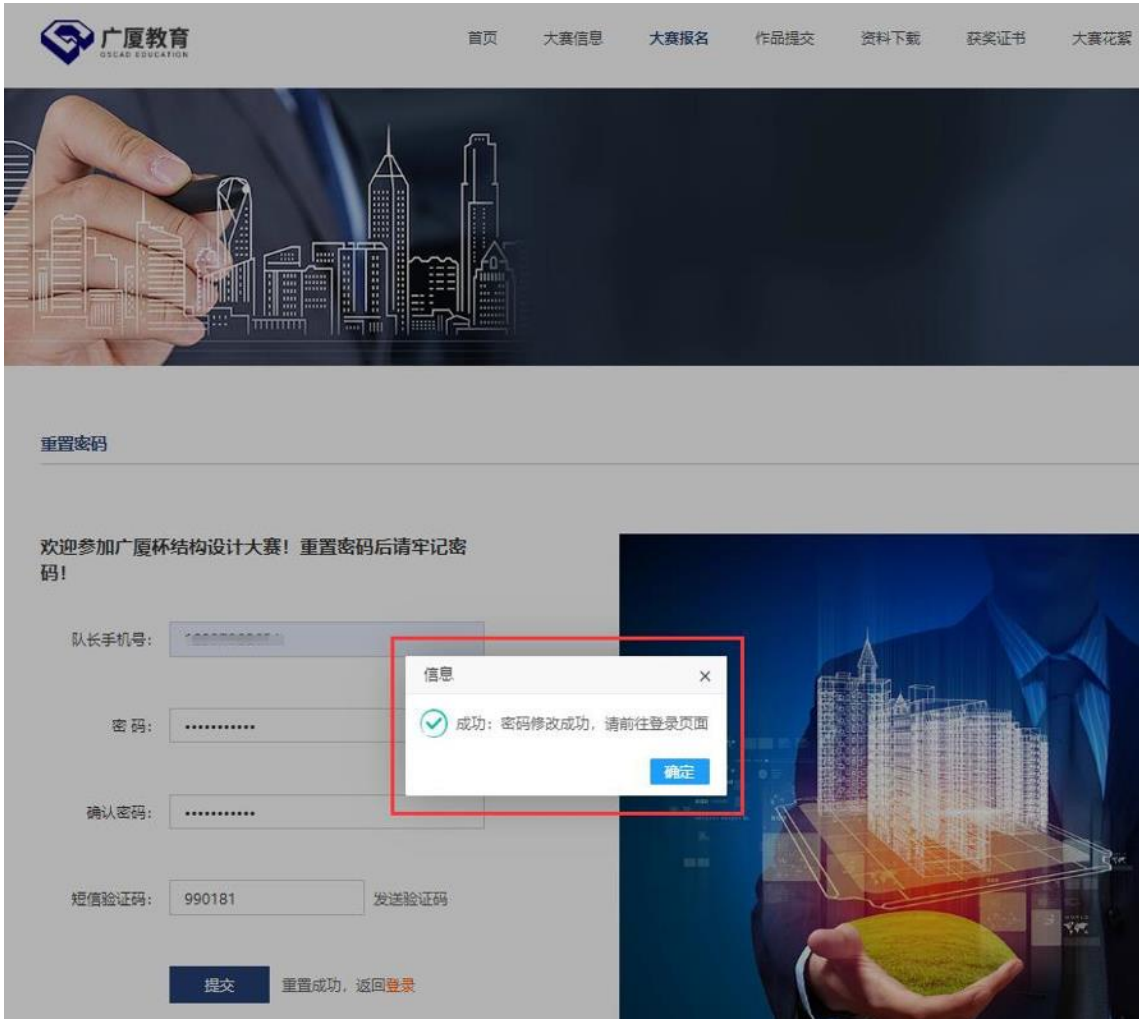 广厦教育
GSCAD EDUCATION
首页 大赛信息 大赛报名 作品提交 资料下载 获奖证书 大赛花絮
重置密码
欢迎参加广厦杯结构设计大赛！重置密码后请牢记密
码！
队长手机号：
信息 ×
密 码： •••••••••••
成功：密码修改成功，请前往登录页面
确定
确认密码： •••••••••••
短信验证码： 990181 发送验证码
提交 重置成功，返回登录